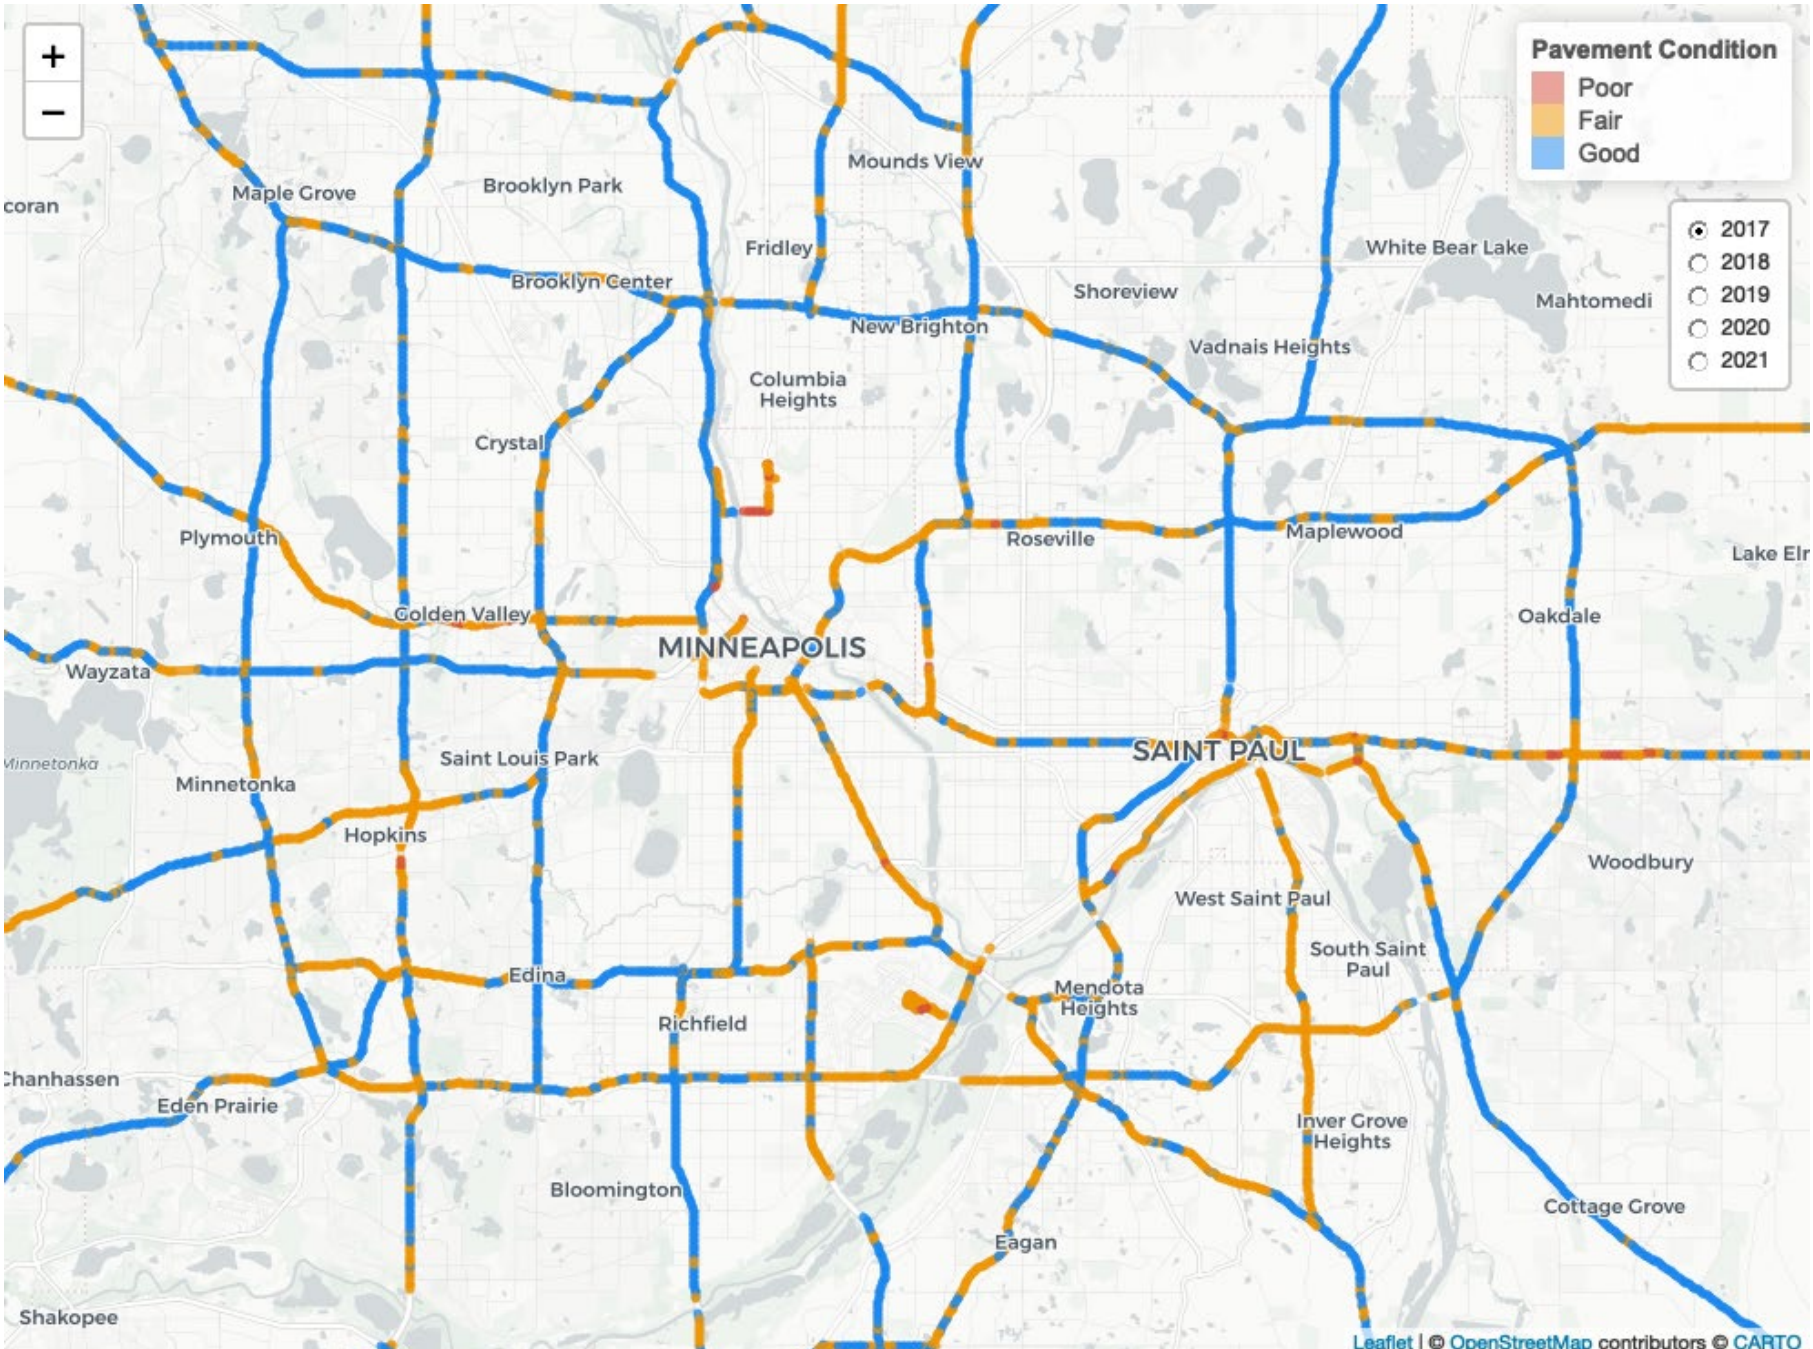 +
−
Pavement Condition
Poor
Fair
Good
2017
2018
2019
2020
2021
Mounds View
Brooklyn Park
Maple Grove
coran
Fridley
White Bear Lake
Brooklyn Center
Shoreview
Mahtomedi
New Brighton
Vadnais Heights
Columbia
Heights
Crystal
Plymouth
Roseville
Maplewood
Lake Elr
Golden Valley
Oakdale
MINNEAPOLIS
Wayzata
SAINT PAUL
Saint Louis Park
Minnetonka
Minnetonka
Hopkins
Woodbury
West Saint Paul
South Saint
Paul
Edina
Mendota
Heights
Richfield
Chanhassen
Eden Prairie
Inver Grove
Heights
Bloomington
Cottage Grove
Eagan
Shakopee
Leaflet | © OpenStreetMap contributors © CARTO